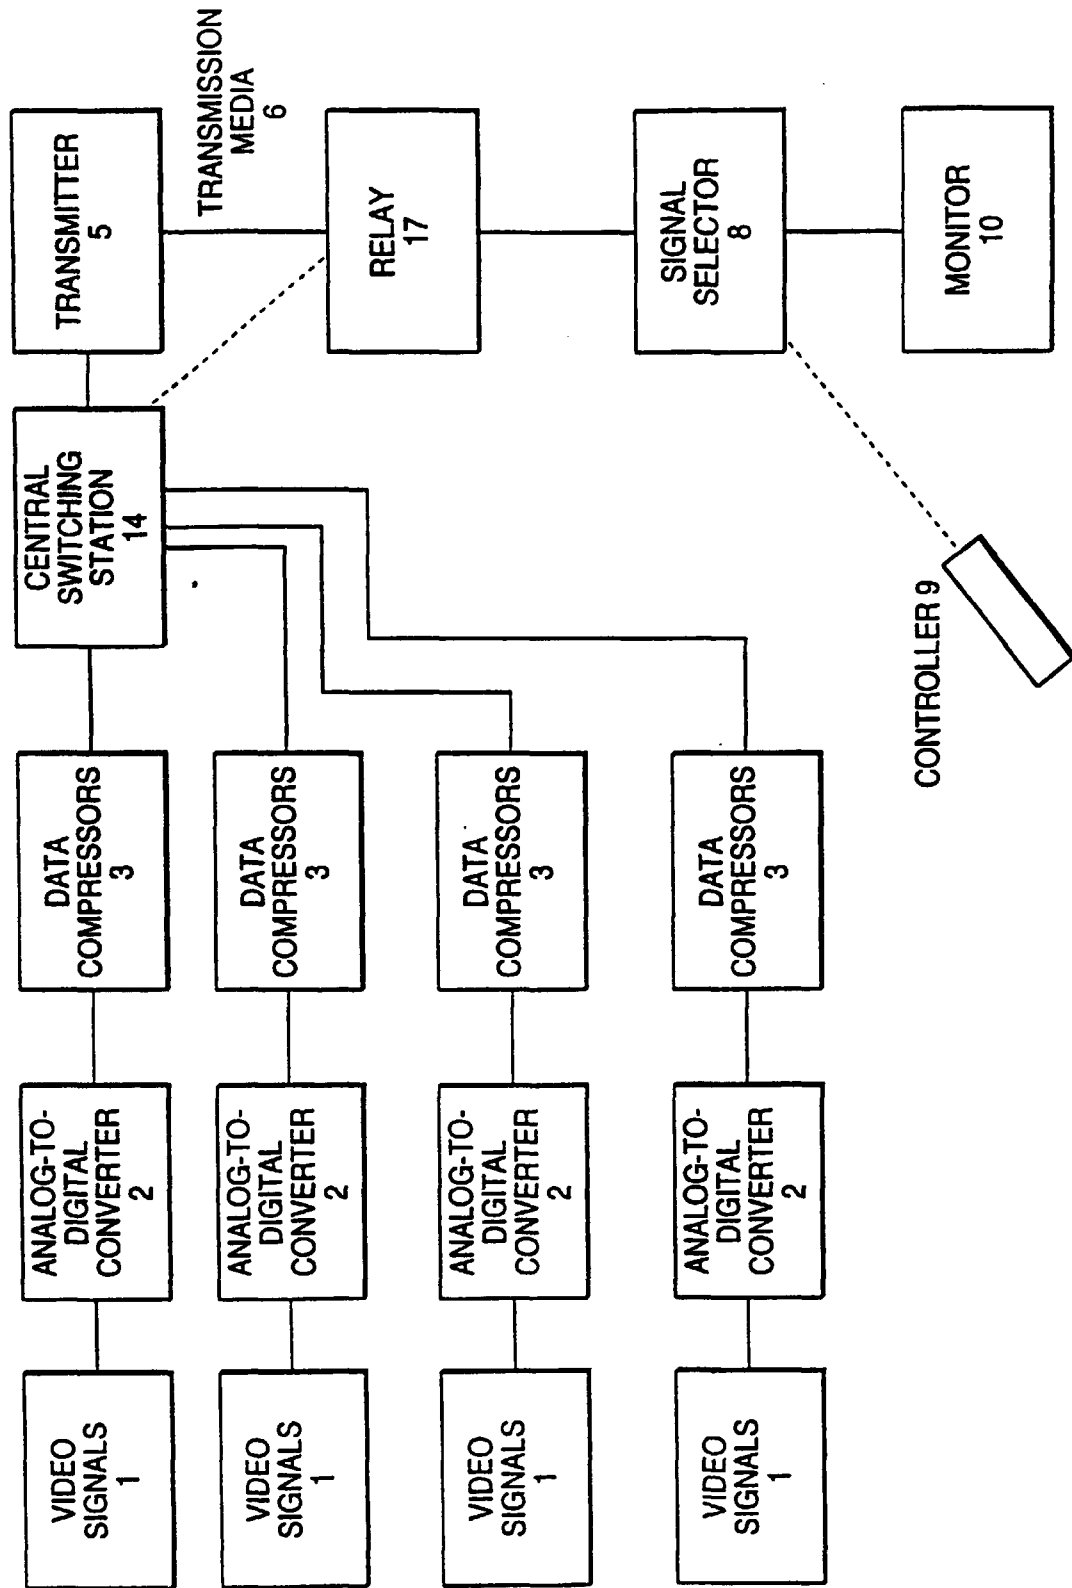 VIDEO
SIGNALS
1
ANALOG-TO-
DIGITAL
CONVERTER
2
DATA
COMPRESSORS
3
CENTRAL
SWITCHING
STATION
14
TRANSMITTER
5
VIDEO
SIGNALS
1
ANALOG-TO-
DIGITAL
CONVERTER
2
DATA
COMPRESSORS
3
TRANSMISSION
MEDIA
6
VIDEO
SIGNALS
1
ANALOG-TO-
DIGITAL
CONVERTER
2
DATA
COMPRESSORS
3
RELAY
17
VIDEO
SIGNALS
1
ANALOG-TO-
DIGITAL
CONVERTER
2
DATA
COMPRESSORS
3
SIGNAL
SELECTOR
8
CONTROLLER 9
MONITOR
10